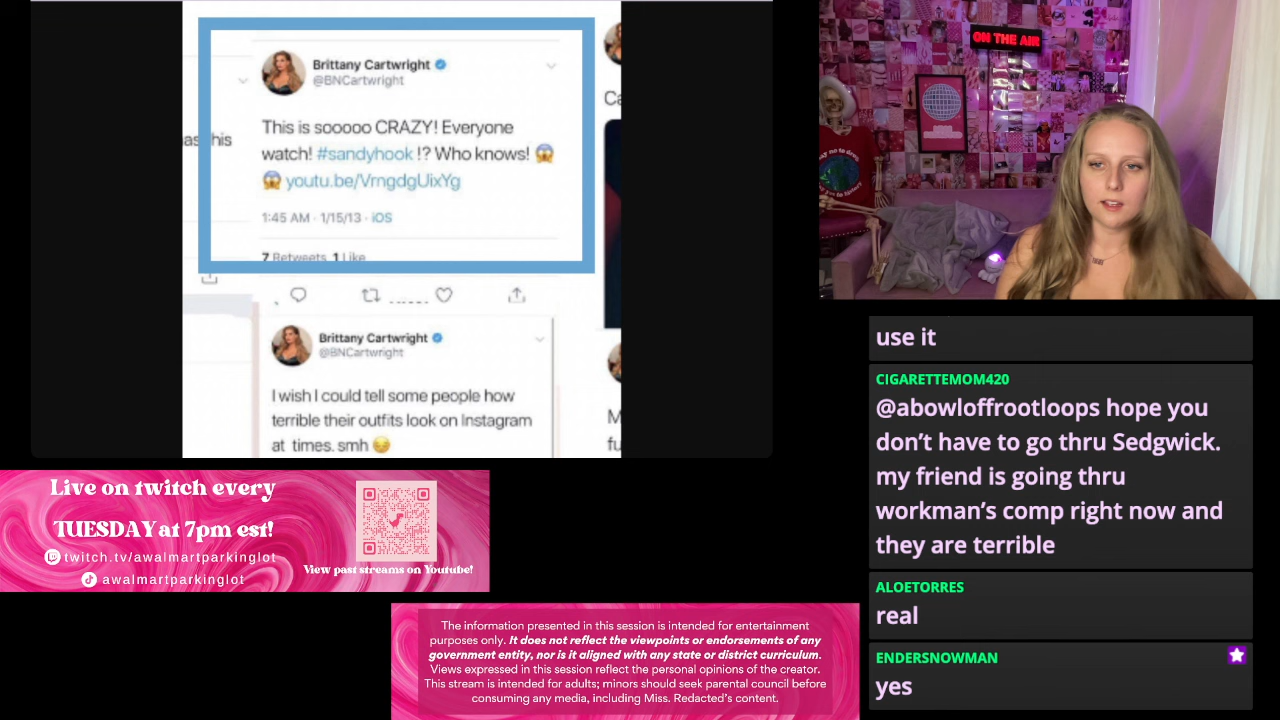 Brittany Cartwright
@BNCartwright
This is sooooo CRAZY! Everyone
watch! #sandyhook !? Who knows! 😱
😱 youtu.be/VrngdgUixYg
1:45 AM · 1/15/13 · iOS
7 Retweets 1 Like
Brittany Cartwright
@BNCartwright
I wish I could tell some people how
terrible their outfits look on Instagram
at times. smh 😏
his
ON THE AIR
Live on twitch every
TUESDAY at 7pm est!
twitch.tv/awalmartparkinglot
awalmartparkinglot
View past streams on Youtube!
The information presented in this session is intended for entertainment
purposes only. It does not reflect the viewpoints or endorsements of any
government entity, nor is it aligned with any state or district curriculum.
Views expressed in this session reflect the personal opinions of the creator.
This stream is intended for adults; minors should seek parental council before
consuming any media, including Miss. Redacted's content.
use it
CIGARETTEMOM420
@abowloffrootloops hope you
don't have to go thru Sedgwick.
my friend is going thru
workman's comp right now and
they are terrible
ALOETORRES
real
ENDERSNOWMAN
yes